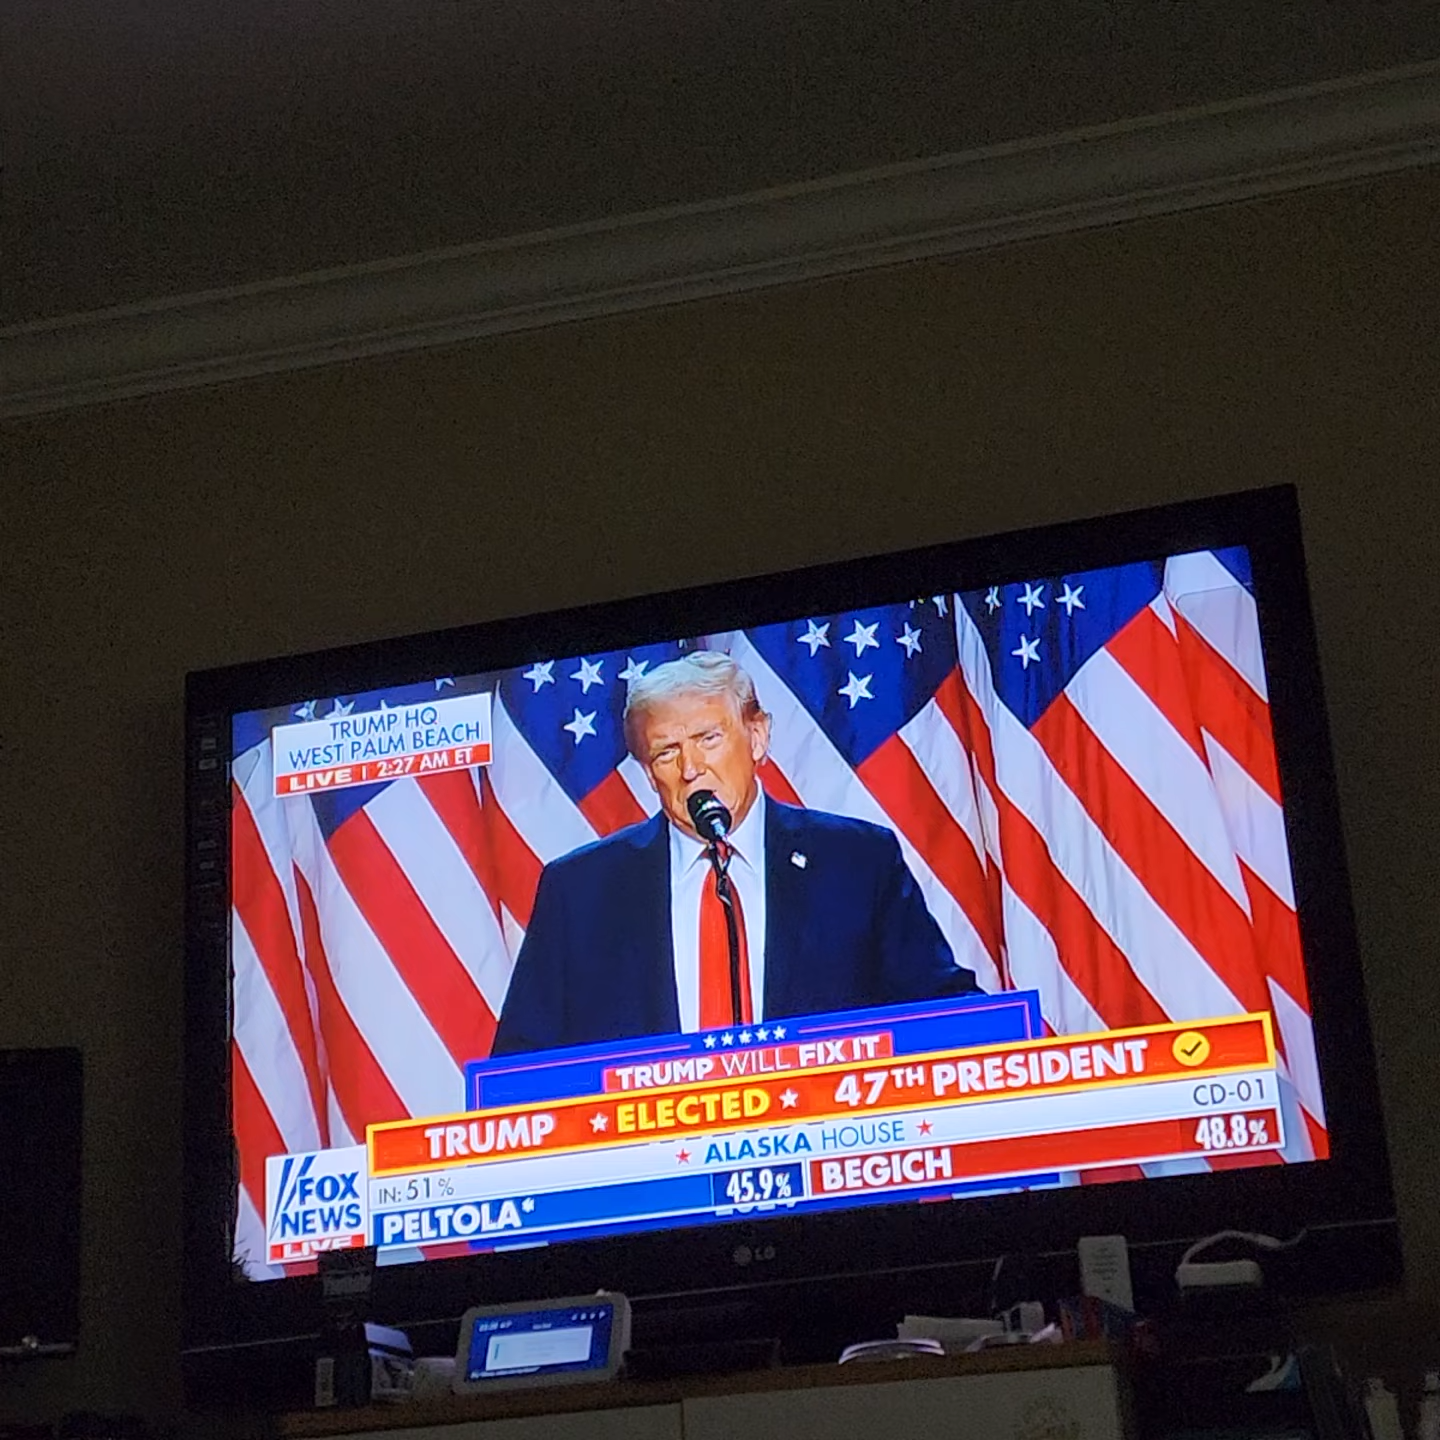 TRUMP HQ
WEST PALM BEACH
LIVE | 2:27 AM ET
TRUMP WILL FIX IT
TRUMP ELECTED 47TH PRESIDENT
ALASKA HOUSE CD-01
IN: 51%
PELTOLA* 45.9% BEGICH 48.8%
FOX
NEWS
LIVE
LG